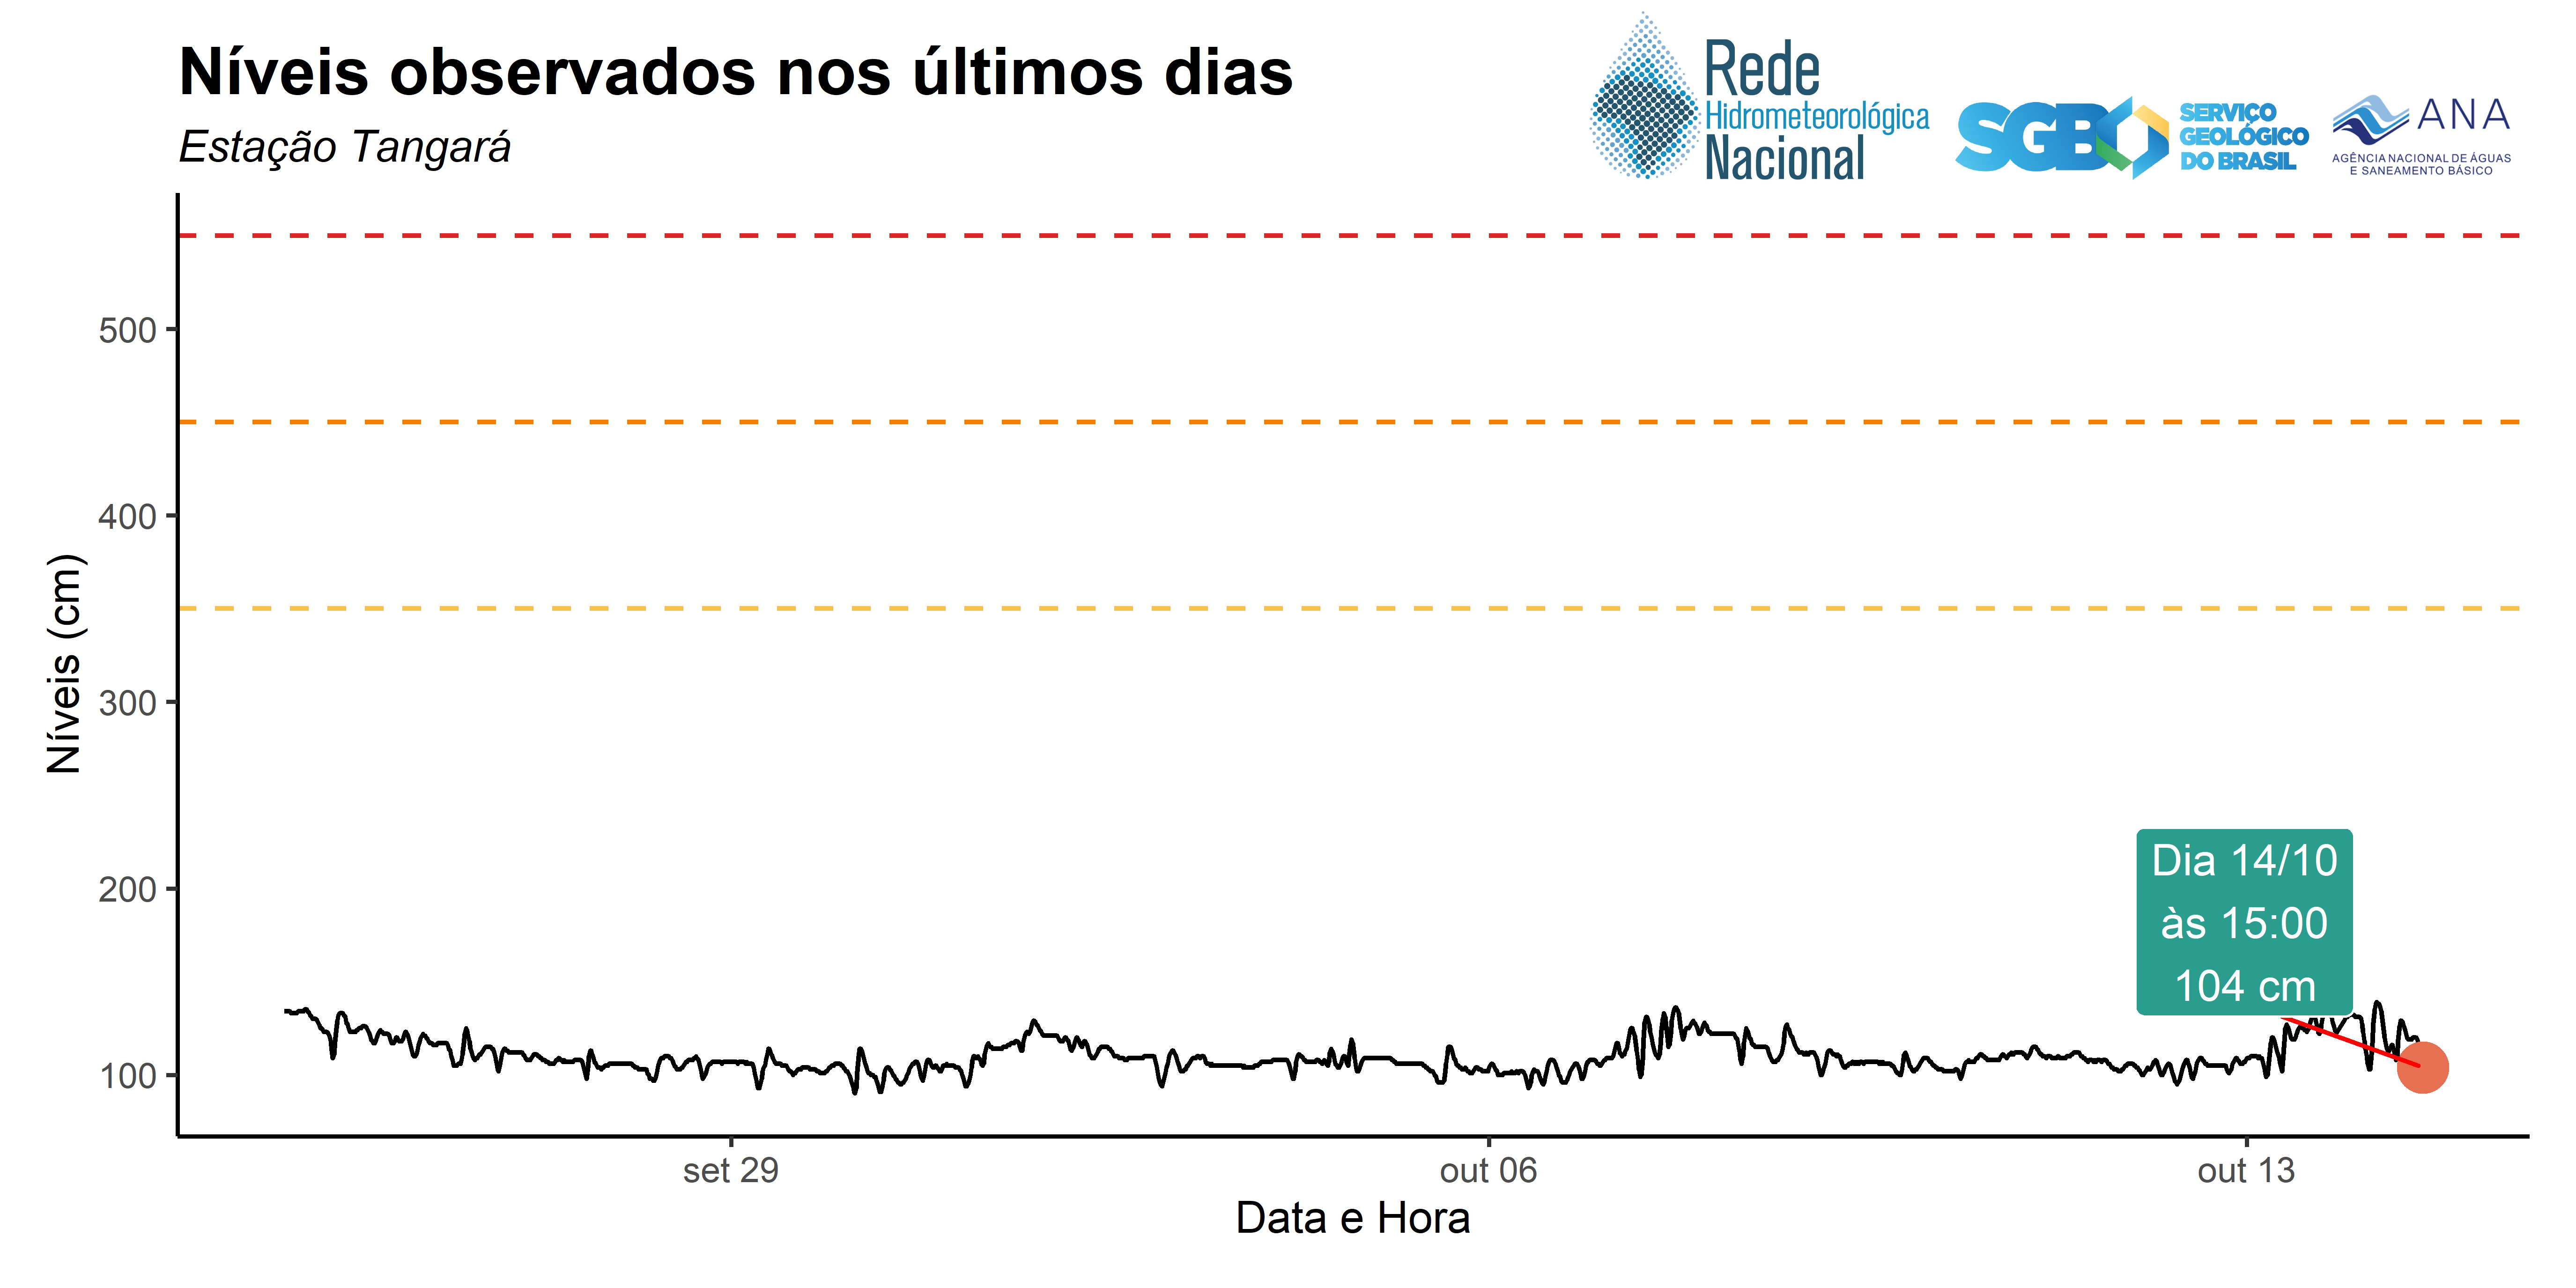 Níveis observados nos últimos dias
Estação Tangará
Rede
Hidrometeorológica
Nacional
SGB
SERVIÇO
GEOLÓGICO
DO BRASIL
ANA
AGÊNCIA NACIONAL DE ÁGUAS
E SANEAMENTO BÁSICO
Níveis (cm)
500
400
300
200
100
Dia 14/10
às 15:00
104 cm
set 29
out 06
out 13
Data e Hora